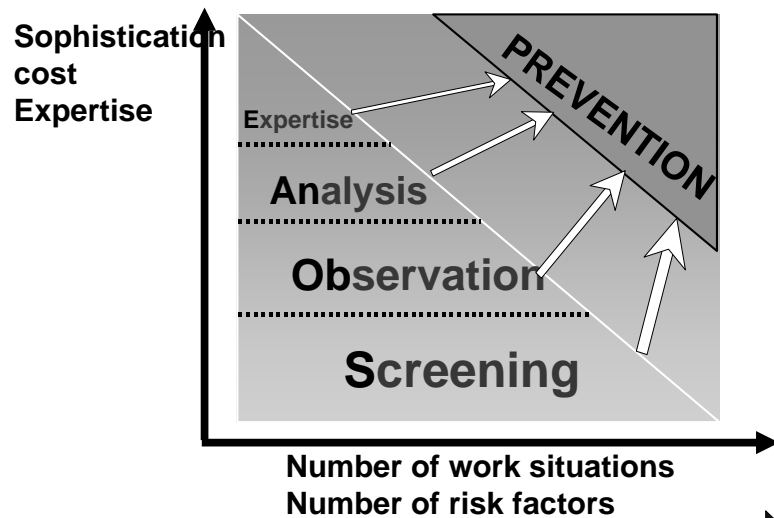 Sophistication
cost
Expertise
PREVENTION
Expertise
Analysis
Observation
Screening
Number of work situations
Number of risk factors